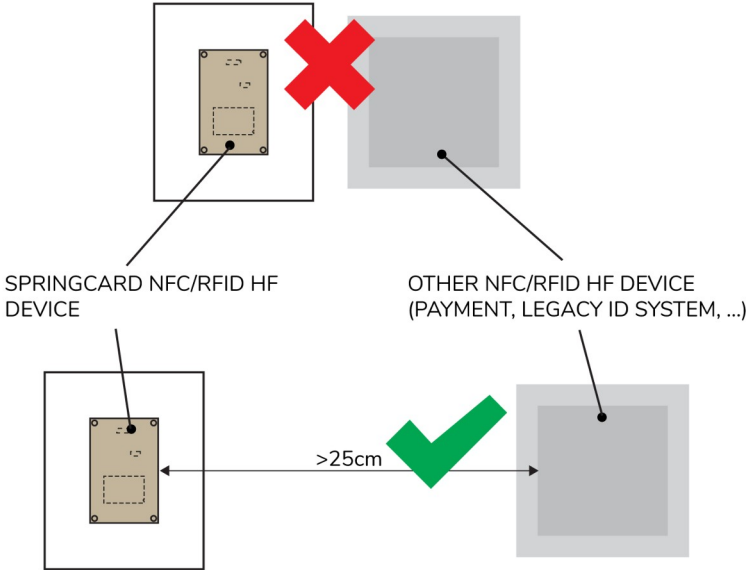 SPRINGCARD NFC/RFID HF
DEVICE
OTHER NFC/RFID HF DEVICE
(PAYMENT, LEGACY ID SYSTEM, ...)
>25cm